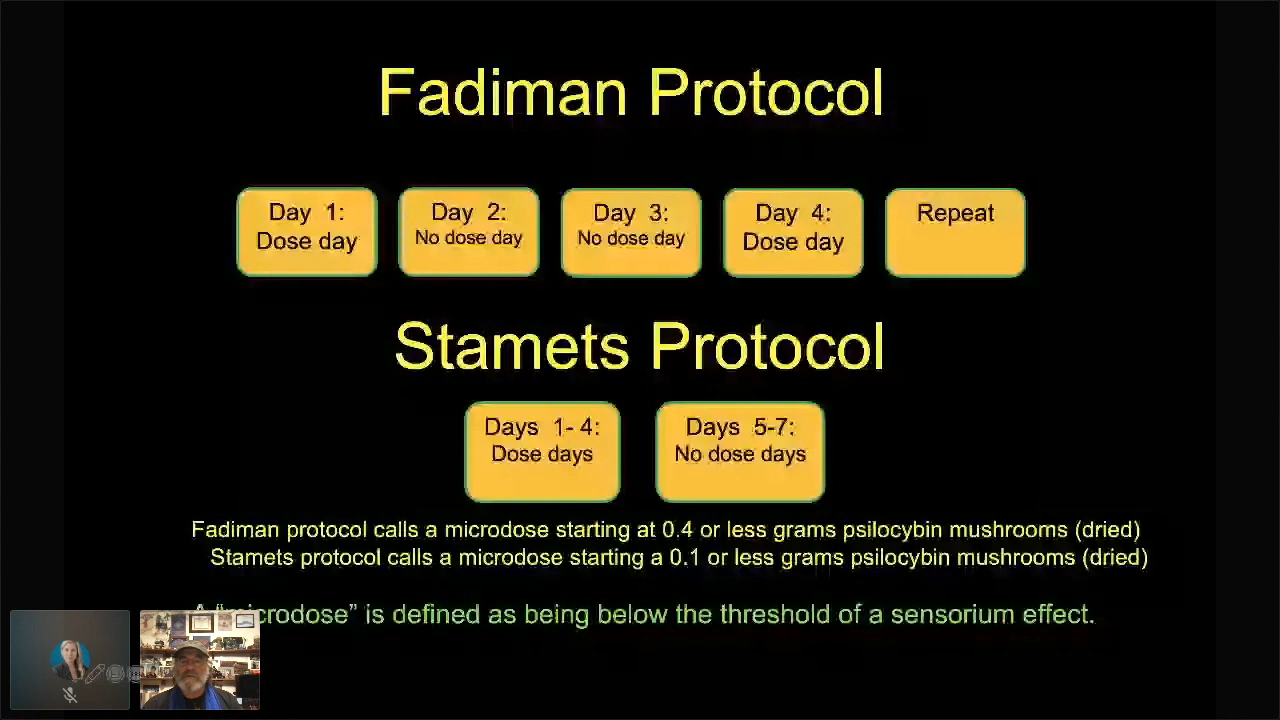 Fadiman Protocol
Day 1:
Dose day
Day 2:
No dose day
Day 3:
No dose day
Day 4:
Dose day
Repeat
Stamets Protocol
Days 1- 4:
Dose days
Days 5-7:
No dose days
Fadiman protocol calls a microdose starting at 0.4 or less grams psilocybin mushrooms (dried)
Stamets protocol calls a microdose starting a 0.1 or less grams psilocybin mushrooms (dried)
is defined as being below the threshold of a sensorium effect.